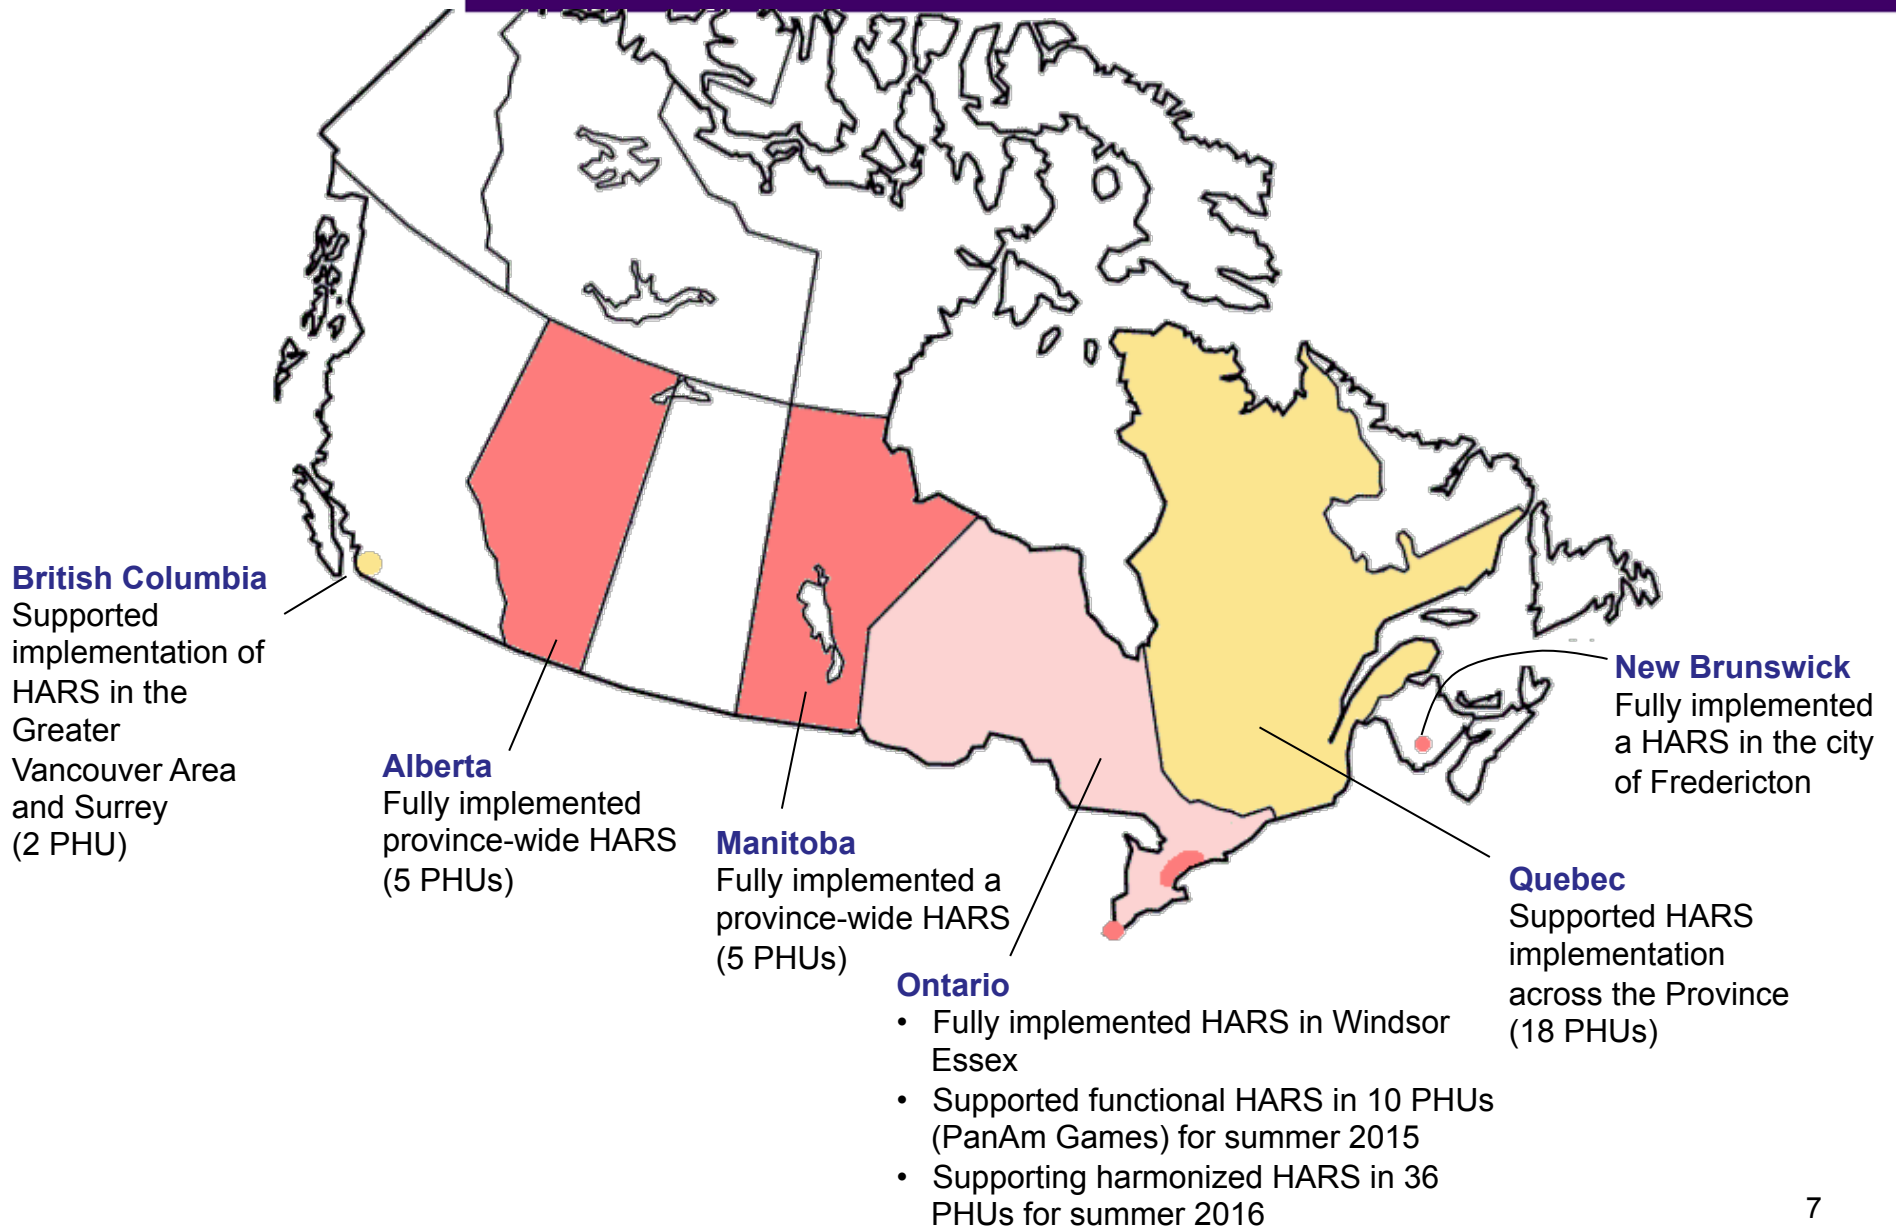 British Columbia
Supported
implementation of
HARS in the
Greater
Vancouver Area
and Surrey
(2 PHU)
Alberta
Fully implemented
province-wide HARS
(5 PHUs)
Manitoba
Fully implemented a
province-wide HARS
(5 PHUs)
Ontario
• Fully implemented HARS in Windsor
Essex
• Supported functional HARS in 10 PHUs
(PanAm Games) for summer 2015
• Supporting harmonized HARS in 36
PHUs for summer 2016
Quebec
Supported HARS
implementation
across the Province
(18 PHUs)
New Brunswick
Fully implemented
a HARS in the city
of Fredericton
7